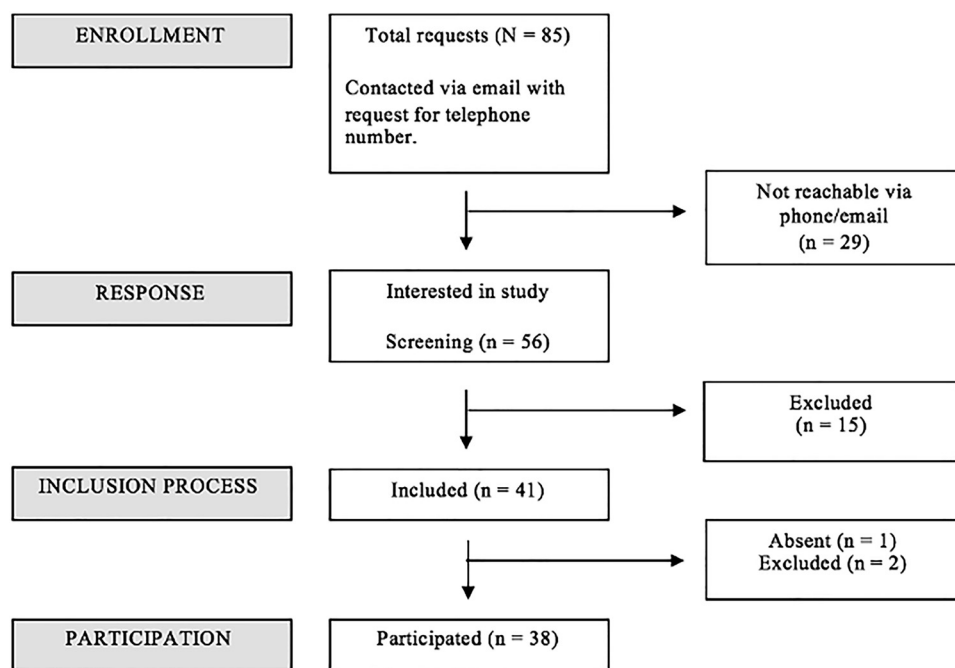 ENROLLMENT
Total requests (N = 85)
Contacted via email with
request for telephone
number.
Not reachable via
phone/email
(n = 29)
RESPONSE
Interested in study
Screening (n = 56)
Excluded
(n = 15)
INCLUSION PROCESS
Included (n = 41)
Absent (n = 1)
Excluded (n = 2)
PARTICIPATION
Participated (n = 38)